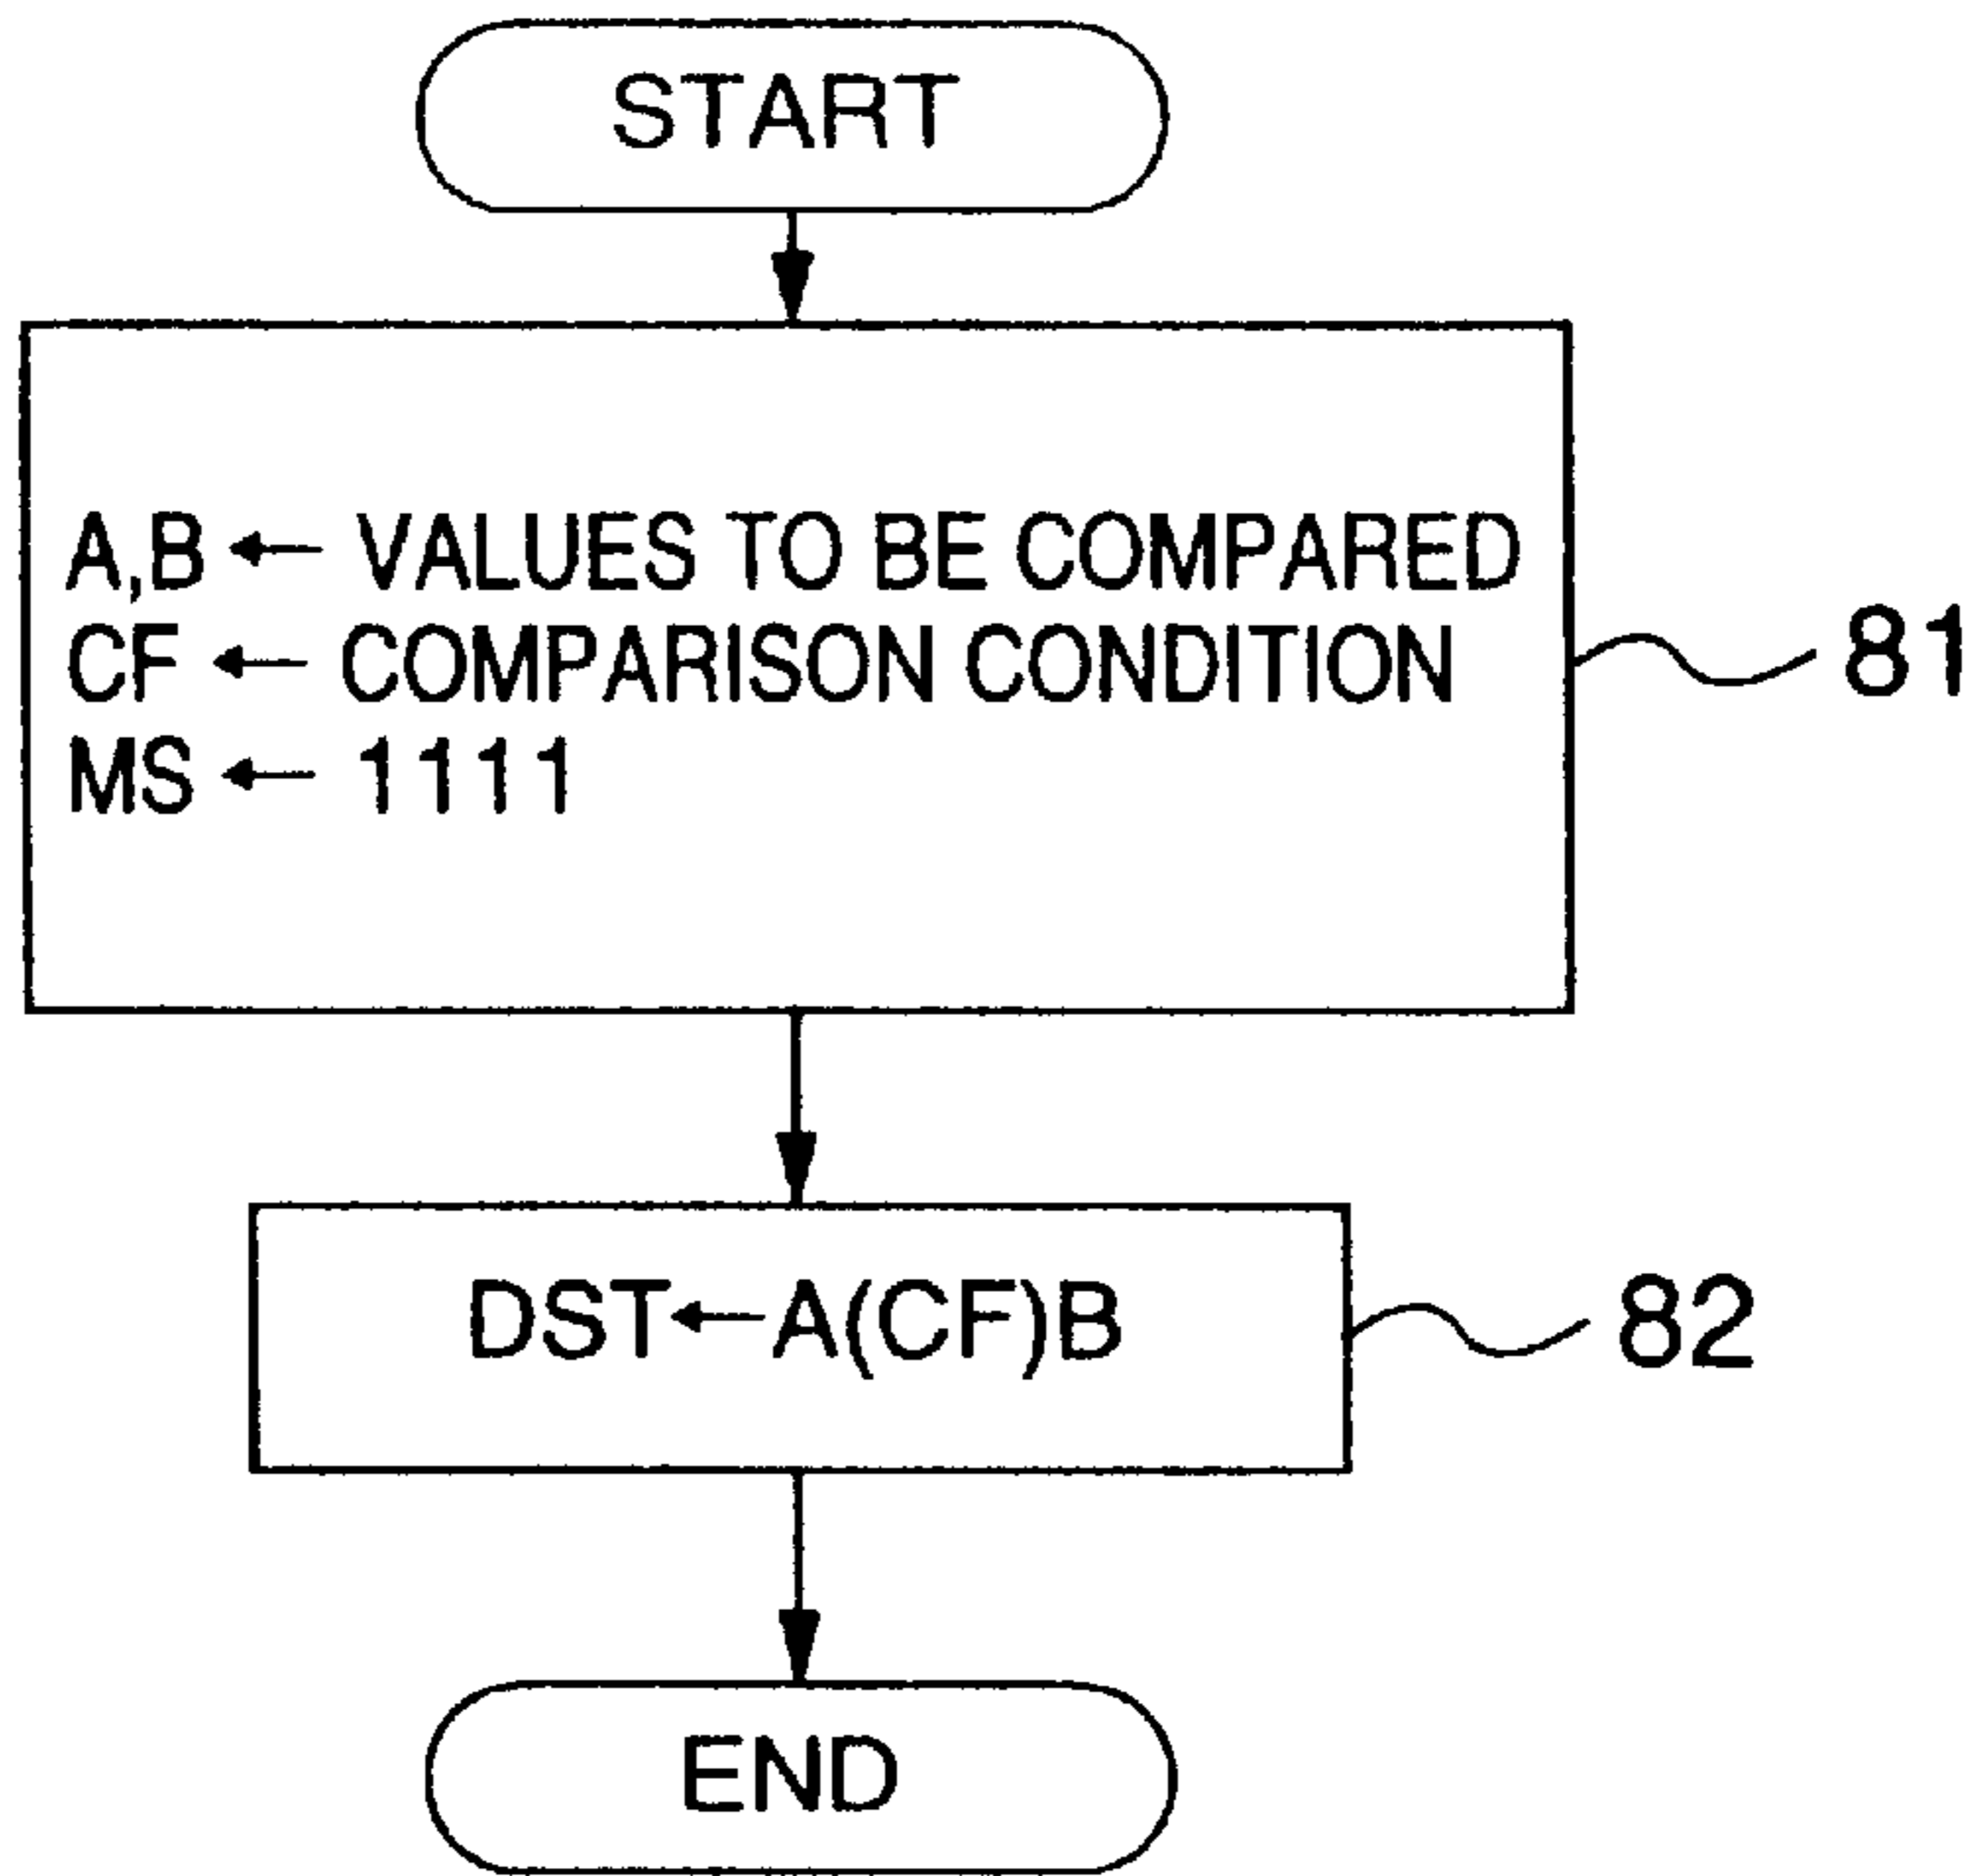 START
A,B ← VALUES TO BE COMPARED
CF ← COMPARISON CONDITION
MS ← 1111
81
DST←A(CF)B
82
END